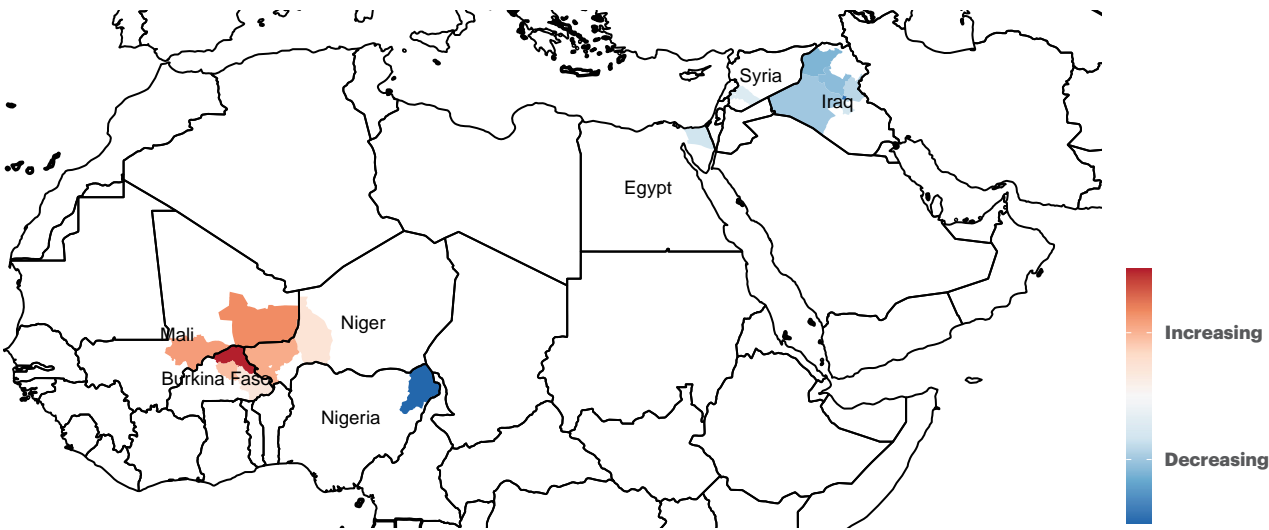 Syria
Iraq
Egypt
Mali
Niger
Burkina Faso
Nigeria
Increasing
Decreasing